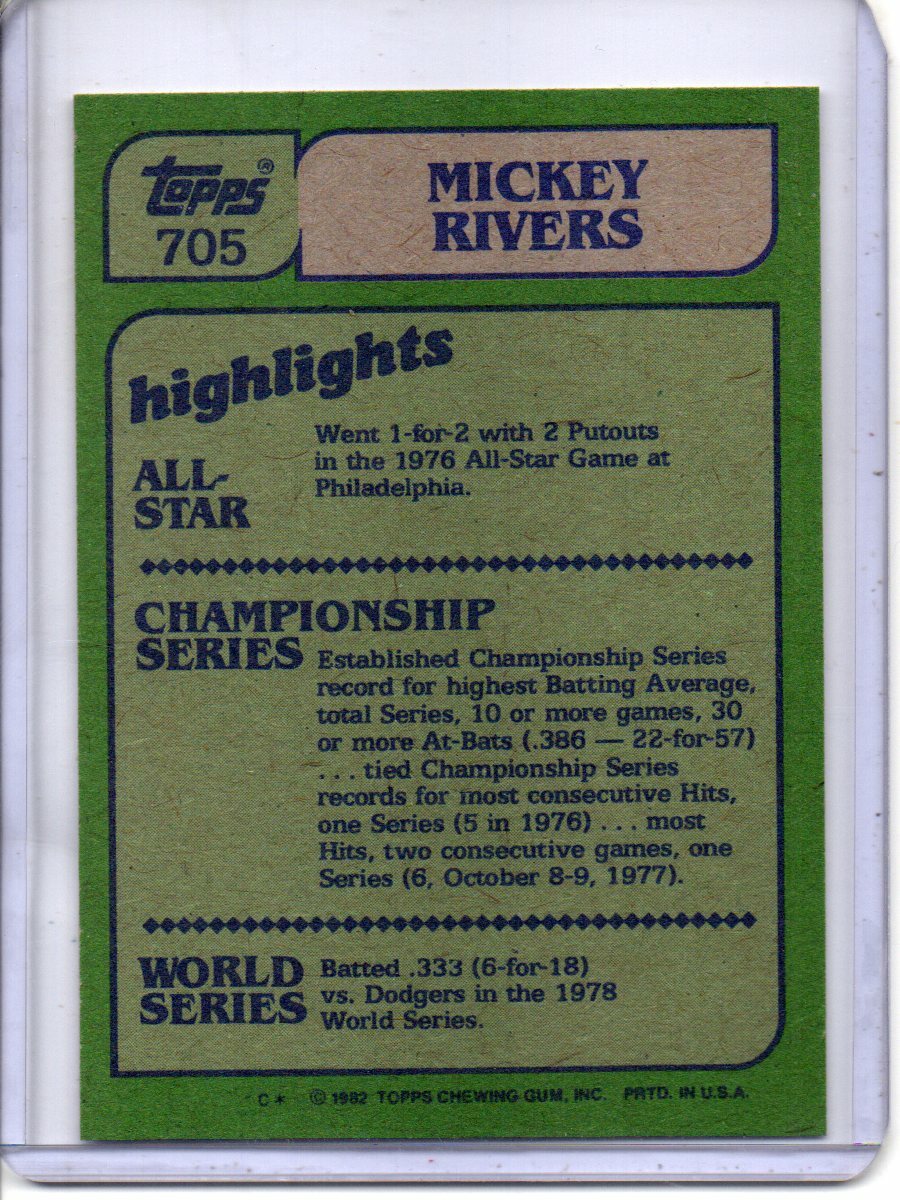 Topps®
705
MICKEY
RIVERS
highlights
ALL-
STAR
Went 1-for-2 with 2 Putouts
in the 1976 All-Star Game at
Philadelphia.
CHAMPIONSHIP
SERIES
Established Championship Series
record for highest Batting Average,
total Series, 10 or more games, 30
or more At-Bats (.386 — 22-for-57)
. . . tied Championship Series
records for most consecutive Hits,
one Series (5 in 1976) . . . most
Hits, two consecutive games, one
Series (6, October 8-9, 1977).
WORLD
SERIES
Batted .333 (6-for-18)
vs. Dodgers in the 1978
World Series.
C* © 1982 TOPPS CHEWING GUM, INC. PRTD. IN U.S.A.